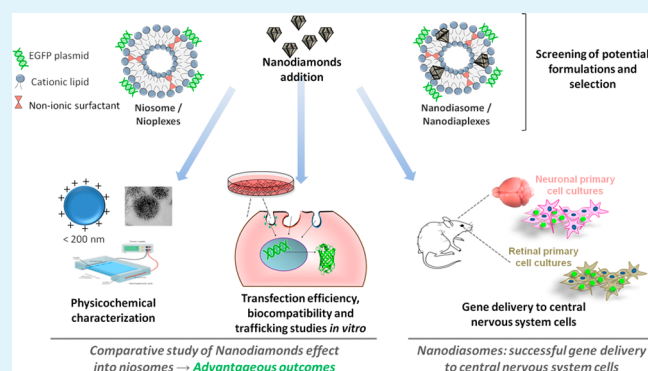 EGFP plasmid
Cationic lipid
Non-ionic surfactant
Niosome /
Nioplexes
Nanodiamonds
addition
Nanodiasome /
Nanodiaplexes
Screening of potential
formulations and
selection
+ + + + + + + + + + + +
< 200 nm
Physicochemical
characterization
Transfection efficiency,
biocompatibility and
trafficking studies in vitro
Neuronal primary
cell cultures
Retinal primary
cell cultures
Gene delivery to central
nervous system cells
Comparative study of Nanodiamonds effect
into niosomes → Advantageous outcomes
Nanodiasomes: successful gene delivery
to central nervous system cells